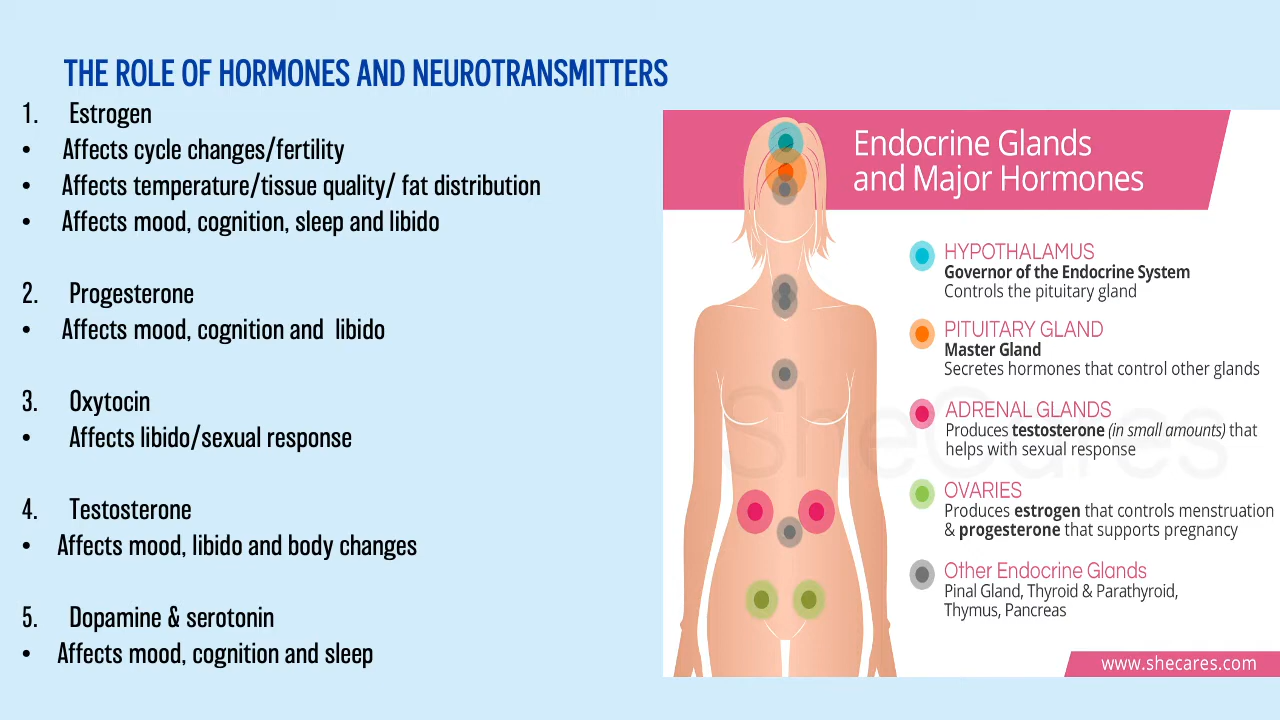 THE ROLE OF HORMONES AND NEUROTRANSMITTERS
1. Estrogen
• Affects cycle changes/fertility
• Affects temperature/tissue quality/ fat distribution
• Affects mood, cognition, sleep and libido
2. Progesterone
• Affects mood, cognition and libido
3. Oxytocin
• Affects libido/sexual response
4. Testosterone
• Affects mood, libido and body changes
5. Dopamine & serotonin
• Affects mood, cognition and sleep
Endocrine Glands
and Major Hormones
HYPOTHALAMUS
Governor of the Endocrine System
Controls the pituitary gland
PITUITARY GLAND
Master Gland
Secretes hormones that control other glands
ADRENAL GLANDS
Produces testosterone (in small amounts) that
helps with sexual response
OVARIES
Produces estrogen that controls menstruation
& progesterone that supports pregnancy
Other Endocrine Glands
Pinal Gland, Thyroid & Parathyroid,
Thymus, Pancreas
SheCares
www.shecares.com